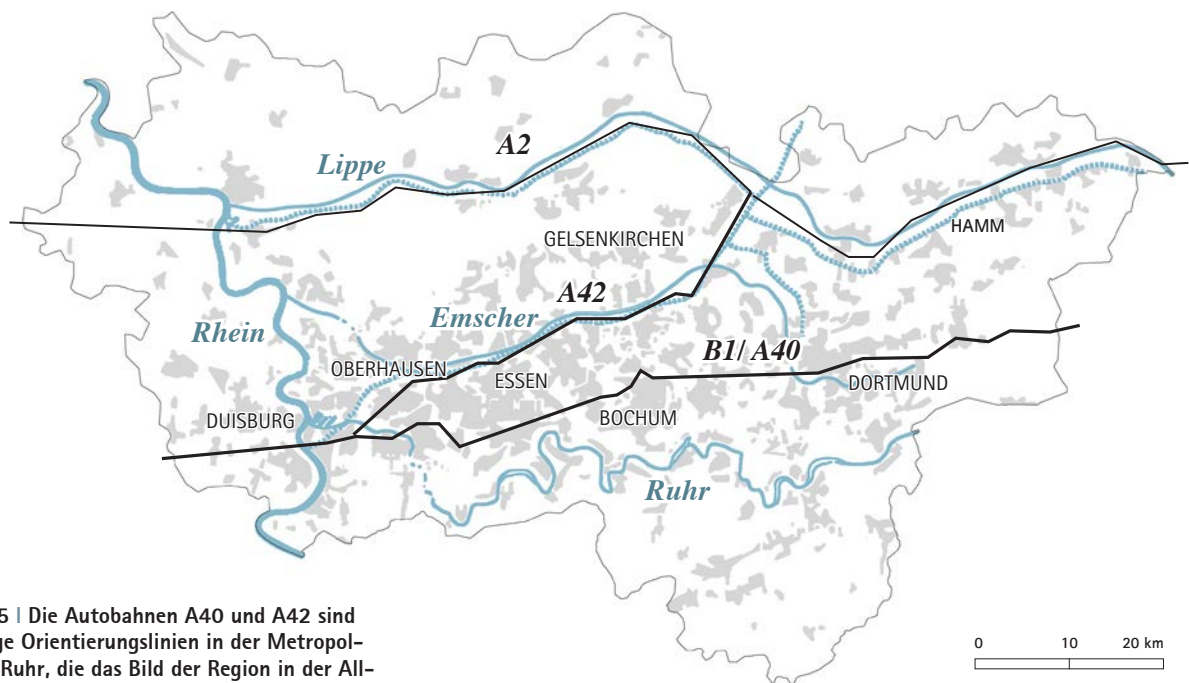 A2
Lippe
GELSENKIRCHEN
HAMM
A42
Emscher
Rhein
B1/ A40
OBERHAUSEN
ESSEN
DORTMUND
DUISBURG
BOCHUM
Ruhr
5 | Die Autobahnen A40 und A42 sind
ge Orientierungslinien in der Metropol-
Ruhr, die das Bild der Region in der All-
0 10 20 km